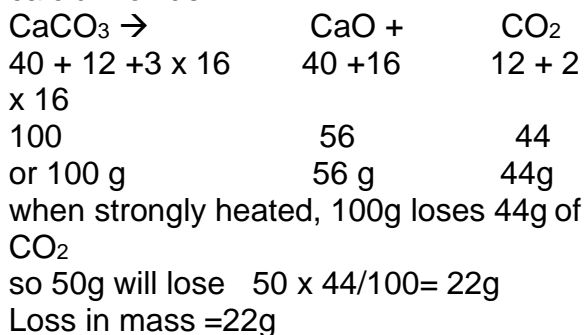 CaCO₃ → CaO + CO₂
40 + 12 +3 x 16 40 +16 12 + 2
x 16
100 56 44
or 100 g 56 g 44g
when strongly heated, 100g loses 44g of
CO₂
so 50g will lose 50 x 44/100= 22g
Loss in mass =22g